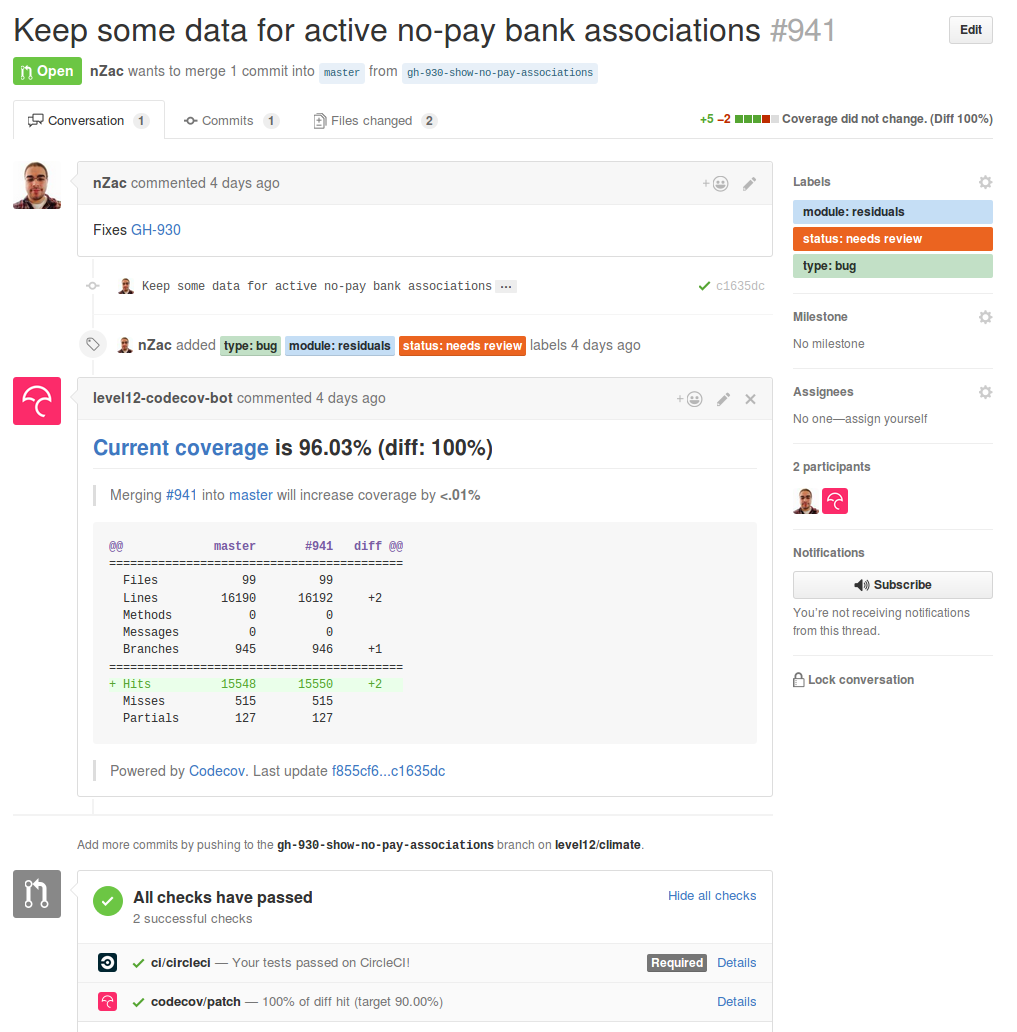 Keep some data for active no-pay bank associations #941
Edit
Open nZac wants to merge 1 commit into master from gh-930-show-no-pay-associations
Conversation 1 Commits 1 Files changed 2
+5 −2 Coverage did not change. (Diff 100%)
nZac commented 4 days ago
Fixes GH-930
Keep some data for active no-pay bank associations … c1635dc
nZac added type: bug module: residuals status: needs review labels 4 days ago
level12-codecov-bot commented 4 days ago
Current coverage is 96.03% (diff: 100%)
Merging #941 into master will increase coverage by <.01%
@@ master #941 diff @@
==========================================
Files 99 99
Lines 16190 16192 +2
Methods 0 0
Messages 0 0
Branches 945 946 +1
==========================================
+ Hits 15548 15550 +2
Misses 515 515
Partials 127 127
Powered by Codecov. Last update f855cf6...c1635dc
Add more commits by pushing to the gh-930-show-no-pay-associations branch on level12/climate.
All checks have passed
Hide all checks
2 successful checks
ci/circleci — Your tests passed on CircleCI! Required Details
codecov/patch — 100% of diff hit (target 90.00%) Details
Labels
module: residuals
status: needs review
type: bug
Milestone
No milestone
Assignees
No one—assign yourself
2 participants
Notifications
Subscribe
You're not receiving notifications
from this thread.
Lock conversation